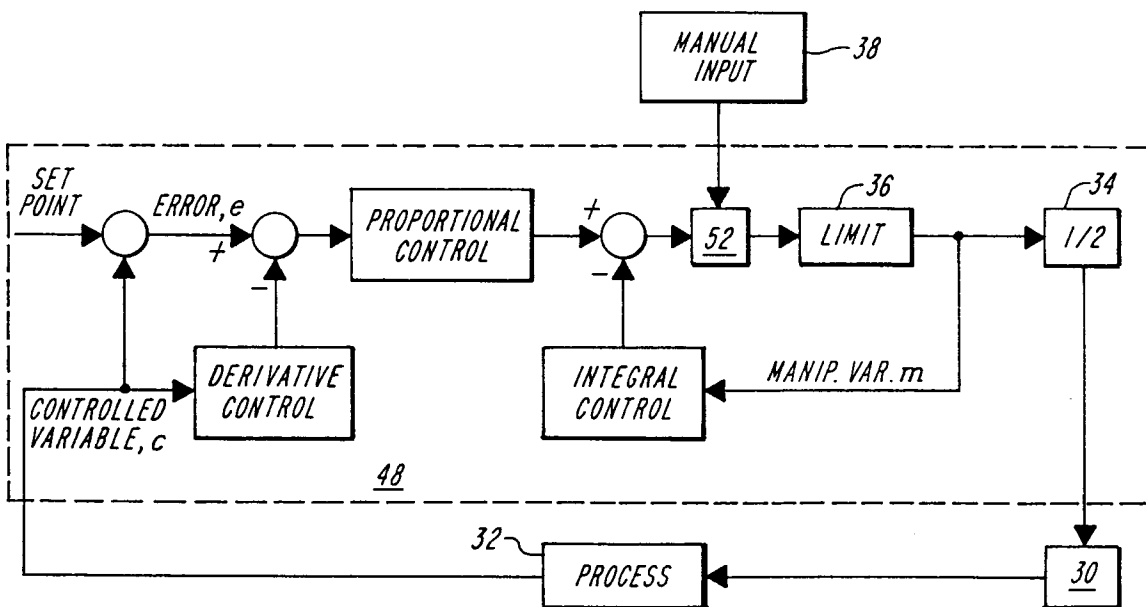 MANUAL
INPUT
38
SET
POINT
ERROR, e
+
-
PROPORTIONAL
CONTROL
+
-
52
36
LIMIT
34
1/2
DERIVATIVE
CONTROL
INTEGRAL
CONTROL
MANIP. VAR. m
CONTROLLED
VARIABLE, c
48
32
PROCESS
30